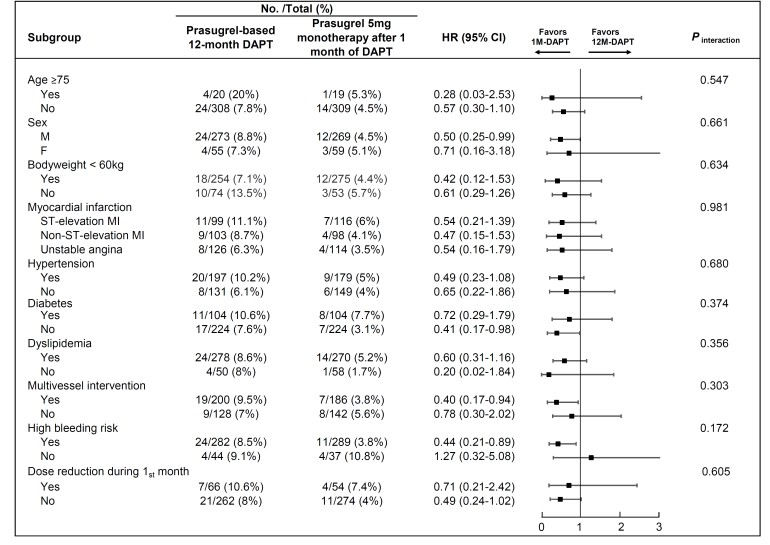 No. /Total (%)
Subgroup Prasugrel-based 12-month DAPT Prasugrel 5mg monotherapy after 1 month of DAPT HR (95% CI) Favors 1M-DAPT Favors 12M-DAPT P interaction
Age ≥75 0.547
Yes 4/20 (20%) 1/19 (5.3%) 0.28 (0.03-2.53)
No 24/308 (7.8%) 14/309 (4.5%) 0.57 (0.30-1.10)
Sex 0.661
M 24/273 (8.8%) 12/269 (4.5%) 0.50 (0.25-0.99)
F 4/55 (7.3%) 3/59 (5.1%) 0.71 (0.16-3.18)
Bodyweight < 60kg 0.634
Yes 18/254 (7.1%) 12/275 (4.4%) 0.42 (0.12-1.53)
No 10/74 (13.5%) 3/53 (5.7%) 0.61 (0.29-1.26)
Myocardial infarction 0.981
ST-elevation MI 11/99 (11.1%) 7/116 (6%) 0.54 (0.21-1.39)
Non-ST-elevation MI 9/103 (8.7%) 4/98 (4.1%) 0.47 (0.15-1.53)
Unstable angina 8/126 (6.3%) 4/114 (3.5%) 0.54 (0.16-1.79)
Hypertension 0.680
Yes 20/197 (10.2%) 9/179 (5%) 0.49 (0.23-1.08)
No 8/131 (6.1%) 6/149 (4%) 0.65 (0.22-1.86)
Diabetes 0.374
Yes 11/104 (10.6%) 8/104 (7.7%) 0.72 (0.29-1.79)
No 17/224 (7.6%) 7/224 (3.1%) 0.41 (0.17-0.98)
Dyslipidemia 0.356
Yes 24/278 (8.6%) 14/270 (5.2%) 0.60 (0.31-1.16)
No 4/50 (8%) 1/58 (1.7%) 0.20 (0.02-1.84)
Multivessel intervention 0.303
Yes 19/200 (9.5%) 7/186 (3.8%) 0.40 (0.17-0.94)
No 9/128 (7%) 8/142 (5.6%) 0.78 (0.30-2.02)
High bleeding risk 0.172
Yes 24/282 (8.5%) 11/289 (3.8%) 0.44 (0.21-0.89)
No 4/44 (9.1%) 4/37 (10.8%) 1.27 (0.32-5.08)
Dose reduction during 1st month 0.605
Yes 7/66 (10.6%) 4/54 (7.4%) 0.71 (0.21-2.42)
No 21/262 (8%) 11/274 (4%) 0.49 (0.24-1.02)
0 1 2 3